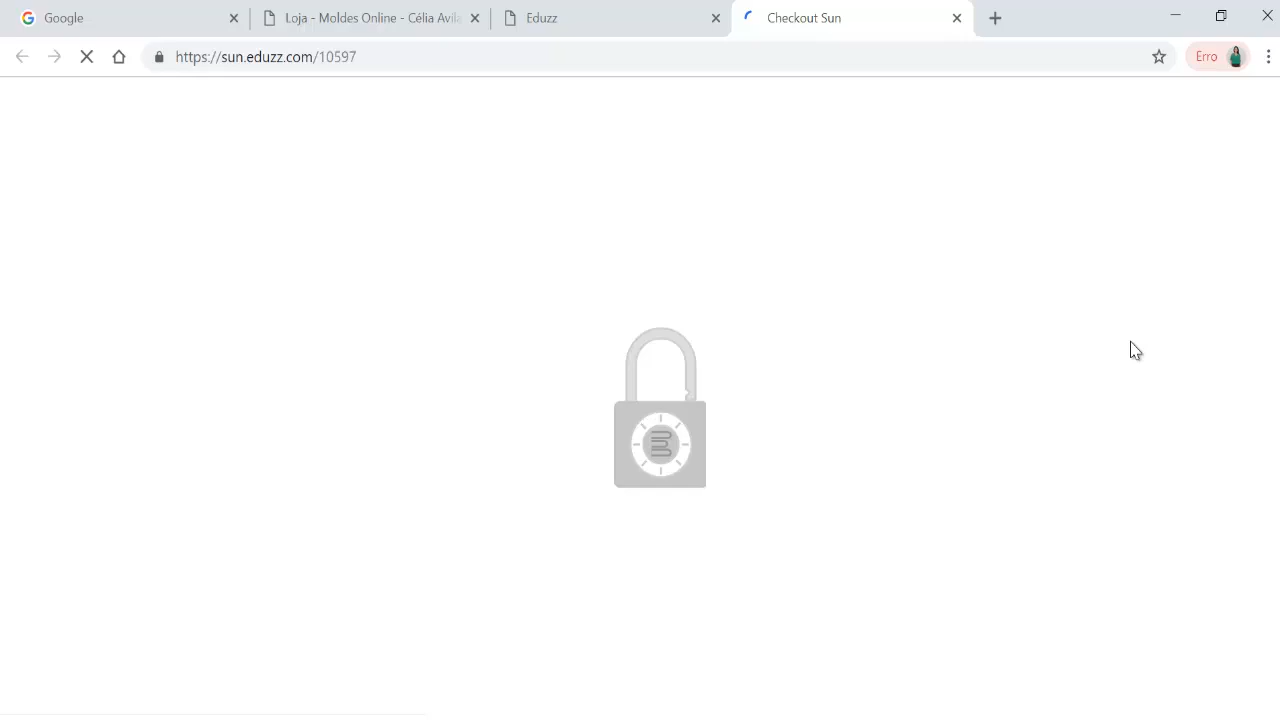 Google
Loja - Moldes Online - Célia Avila
Eduzz
Checkout Sun
https://sun.eduzz.com/10597
Erro